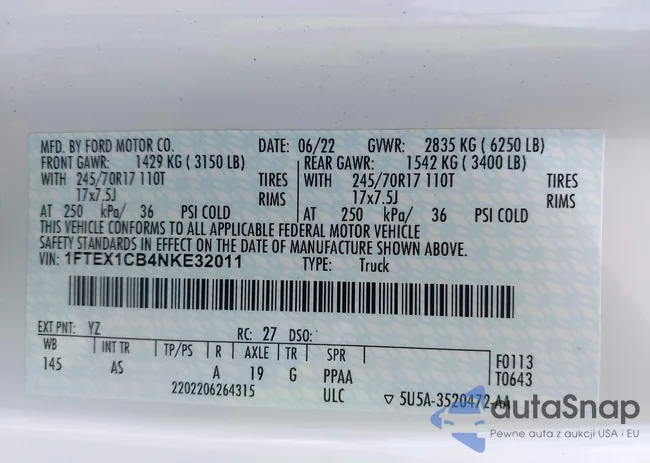 MFD. BY FORD MOTOR CO. DATE: 06/22 GVWR: 2835 KG ( 6250 LB)
FRONT GAWR: 1429 KG ( 3150 LB) REAR GAWR: 1542 KG ( 3400 LB)
WITH 245/70R17 110T TIRES WITH 245/70R17 110T TIRES
17x7.5J RIMS 17x7.5J RIMS
AT 250 kPa/ 36 PSI COLD AT 250 kPa/ 36 PSI COLD
THIS VEHICLE CONFORMS TO ALL APPLICABLE FEDERAL MOTOR VEHICLE
SAFETY STANDARDS IN EFFECT ON THE DATE OF MANUFACTURE SHOWN ABOVE.
VIN: 1FTEX1CB4NKE32011 TYPE: Truck
EXT PNT: YZ RC: 27 DSO:
WB INT TR TP/PS R AXLE TR SPR F0113
145 AS A 19 G PPAA T0643
2202206264315 ULC ▽ 5U5A-3520472-AA
autoSnap
Pewne auta z aukcji USA i EU